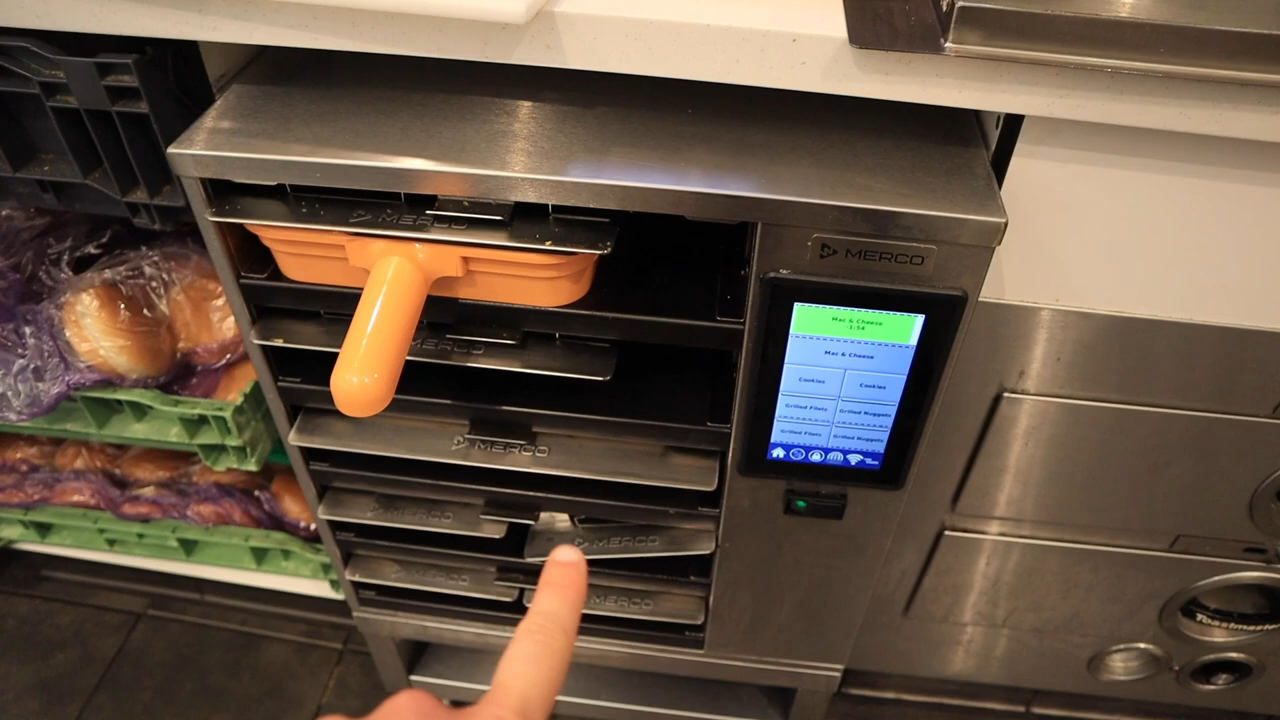 MERCO
MERCO
Mac & Cheese
-1:54
Mac & Cheese
MERCO
Cookies
Cookies
Grilled Filets
Grilled Nuggets
MERCO
Grilled Filets
Grilled Nuggets
MERCO
MERCO
MERCO
MERCO
Toastmaster